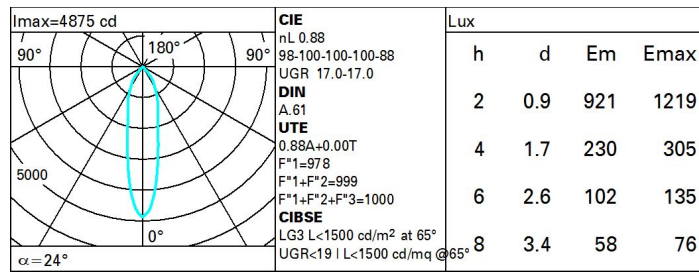 Imax=4875 cd
90° 180° 90°
5000
0°
α=24°
CIE
nL 0.88
98-100-100-100-88
UGR 17.0-17.0
DIN
A.61
UTE
0.88A+0.00T
F"1=978
F"1+F"2=999
F"1+F"2+F"3=1000
CIBSE
LG3 L<1500 cd/m² at 65°
UGR<19 | L<1500 cd/mq @65°
Lux
h d Em Emax
2 0.9 921 1219
4 1.7 230 305
6 2.6 102 135
8 3.4 58 76